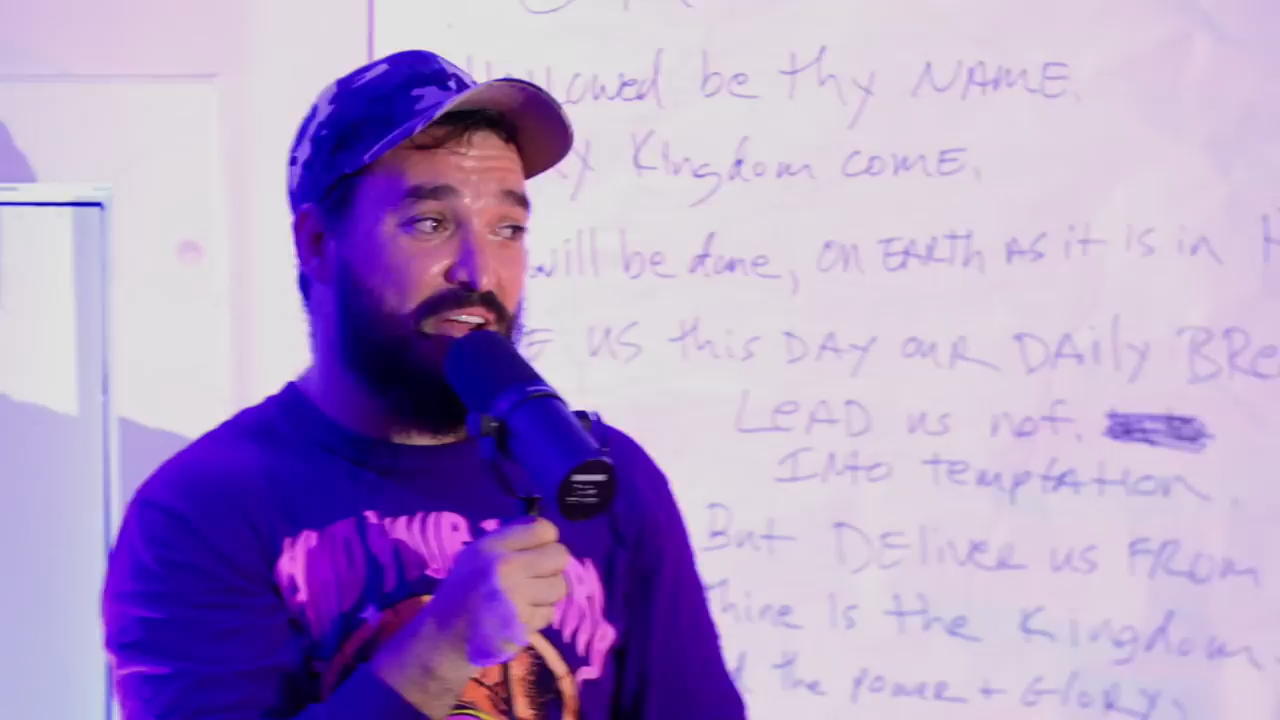 be thy NAME.
Kingdom COME.
will be done, ON EARTH AS it is in
US this DAY OUR DAily
LEAD us not.
INto temptation.
But DEliver us FROM
Thine is the Kingdom
the power + GlORY,